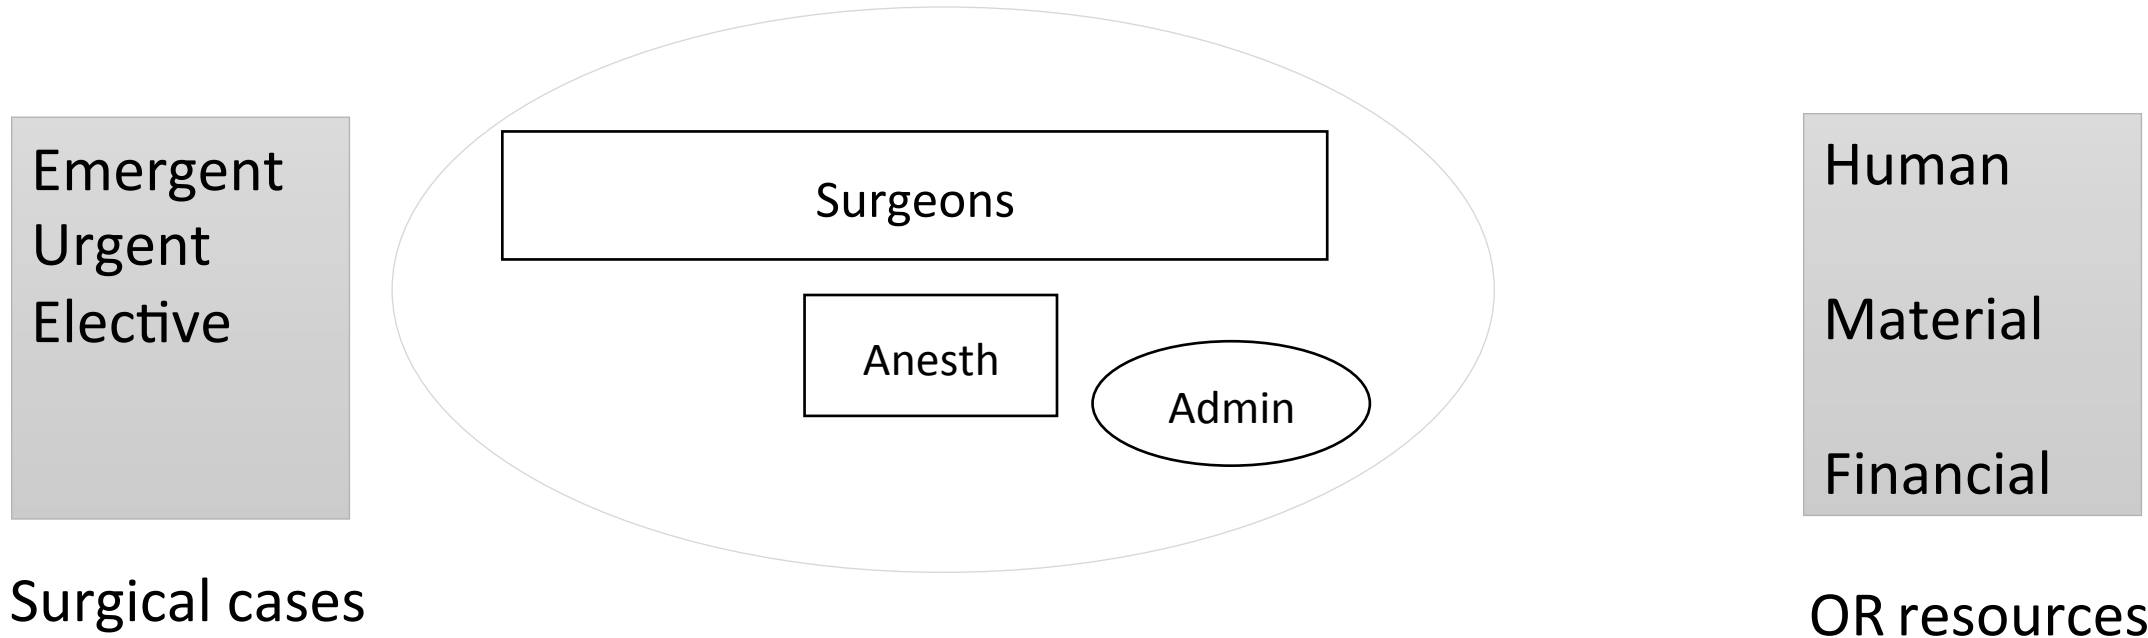 Emergent
Urgent
Elective
Surgical cases
Surgeons
Anesth
Admin
Human
Material
Financial
OR resources